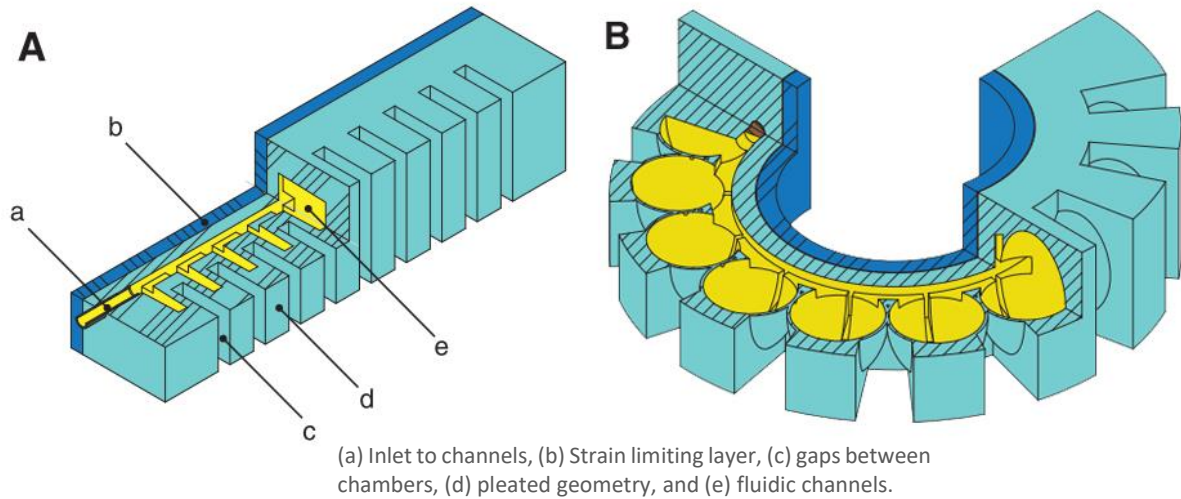 A
B
b
a
e
d
c
(a) Inlet to channels, (b) Strain limiting layer, (c) gaps between
chambers, (d) pleated geometry, and (e) fluidic channels.